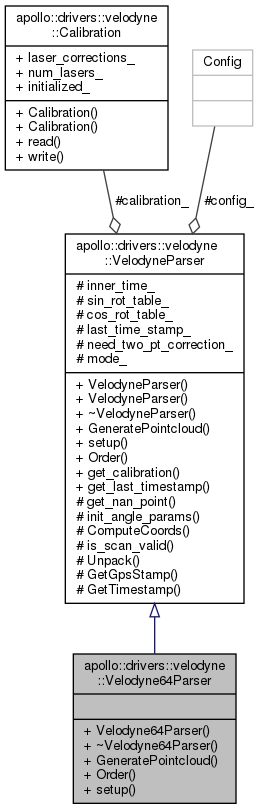 apollo::drivers::velodyne
::Calibration
+ laser_corrections_
+ num_lasers_
+ initialized_
+ Calibration()
+ Calibration()
+ read()
+ write()
Config
#calibration_
#config_
apollo::drivers::velodyne
::VelodyneParser
# inner_time_
# sin_rot_table_
# cos_rot_table_
# last_time_stamp_
# need_two_pt_correction_
# mode_
+ VelodyneParser()
+ VelodyneParser()
+ ~VelodyneParser()
+ GeneratePointcloud()
+ setup()
+ Order()
+ get_calibration()
+ get_last_timestamp()
# get_nan_point()
# init_angle_params()
# ComputeCoords()
# is_scan_valid()
# Unpack()
# GetGpsStamp()
# GetTimestamp()
apollo::drivers::velodyne
::Velodyne64Parser
+ Velodyne64Parser()
+ ~Velodyne64Parser()
+ GeneratePointcloud()
+ Order()
+ setup()